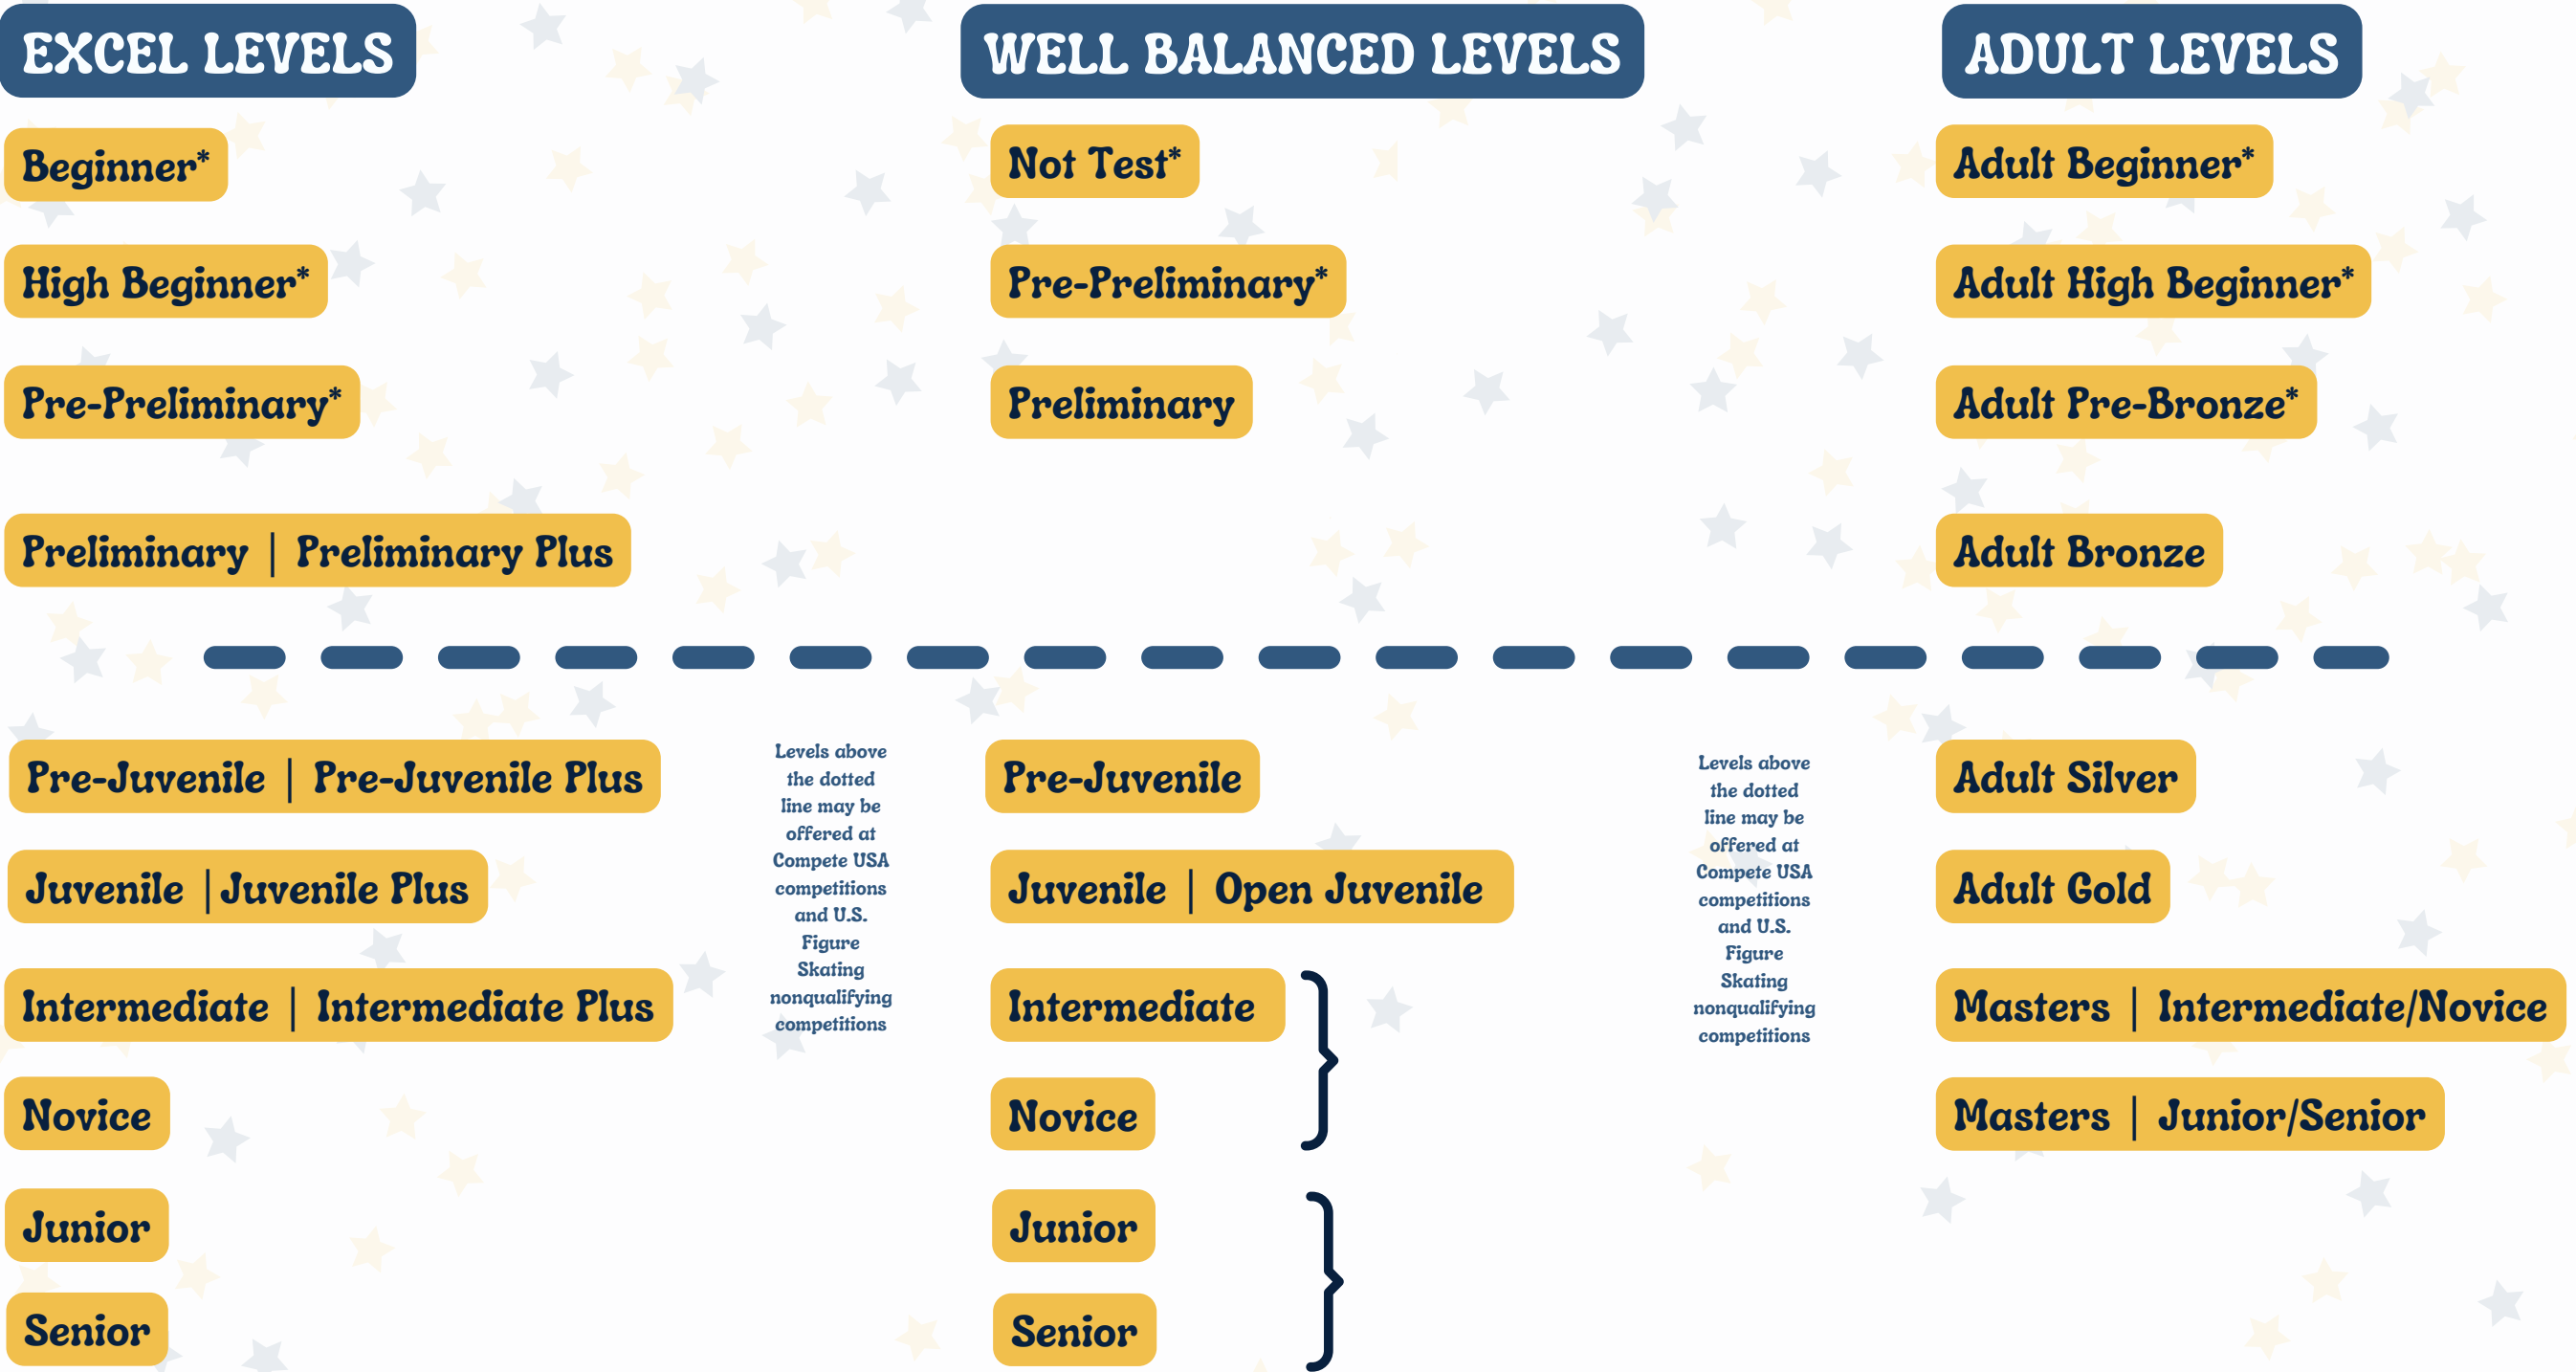 EXCEL LEVELS
Beginner*
High Beginner*
Pre-Preliminary*
Preliminary | Preliminary Plus
Pre-Juvenile | Pre-Juvenile Plus
Juvenile |Juvenile Plus
Intermediate | Intermediate Plus
Novice
Junior
Senior
Levels above
the dotted
line may be
offered at
Compete USA
competitions
and U.S.
Figure
Skating
nonqualifying
competitions
WELL BALANCED LEVELS
Not Test*
Pre-Preliminary*
Preliminary
Pre-Juvenile
Juvenile | Open Juvenile
Intermediate
Novice
Junior
Senior
Levels above
the dotted
line may be
offered at
Compete USA
competitions
and U.S.
Figure
Skating
nonqualifying
competitions
ADULT LEVELS
Adult Beginner*
Adult High Beginner*
Adult Pre-Bronze*
Adult Bronze
Adult Silver
Adult Gold
Masters | Intermediate/Novice
Masters | Junior/Senior